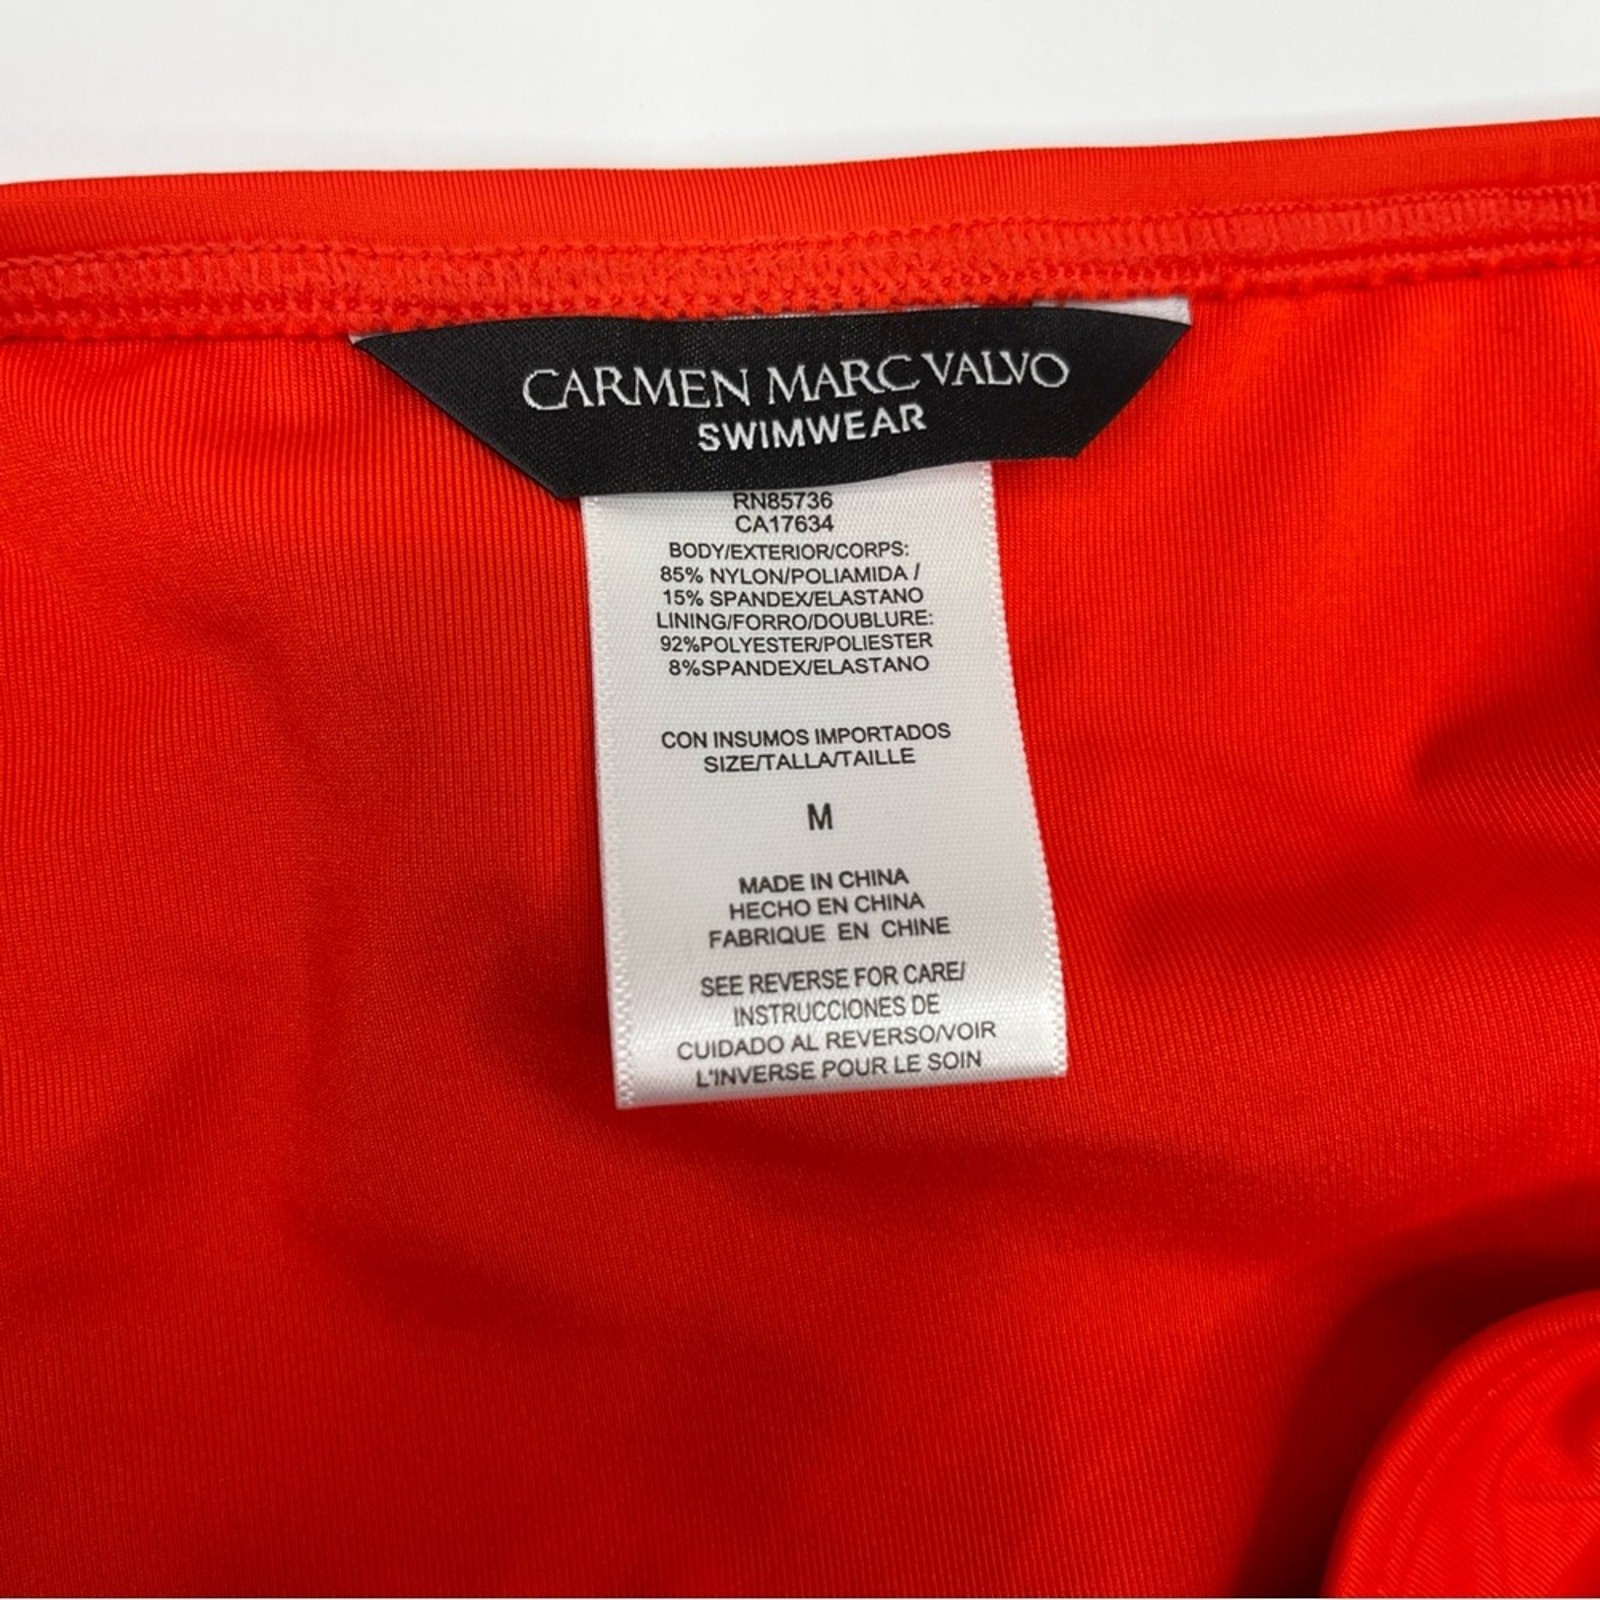 CARMEN MARC VALVO
SWIMWEAR
RN85736
CA17634
BODY/EXTERIOR/CORPS:
85% NYLON/POLIAMIDA /
15% SPANDEX/ELASTANO
LINING/FORRO/DOUBLURE:
92%POLYESTER/POLIESTER
8%SPANDEX/ELASTANO
CON INSUMOS IMPORTADOS
SIZE/TALLA/TAILLE
M
MADE IN CHINA
HECHO EN CHINA
FABRIQUE EN CHINE
SEE REVERSE FOR CARE/
INSTRUCCIONES DE
CUIDADO AL REVERSO/VOIR
L'INVERSE POUR LE SOIN